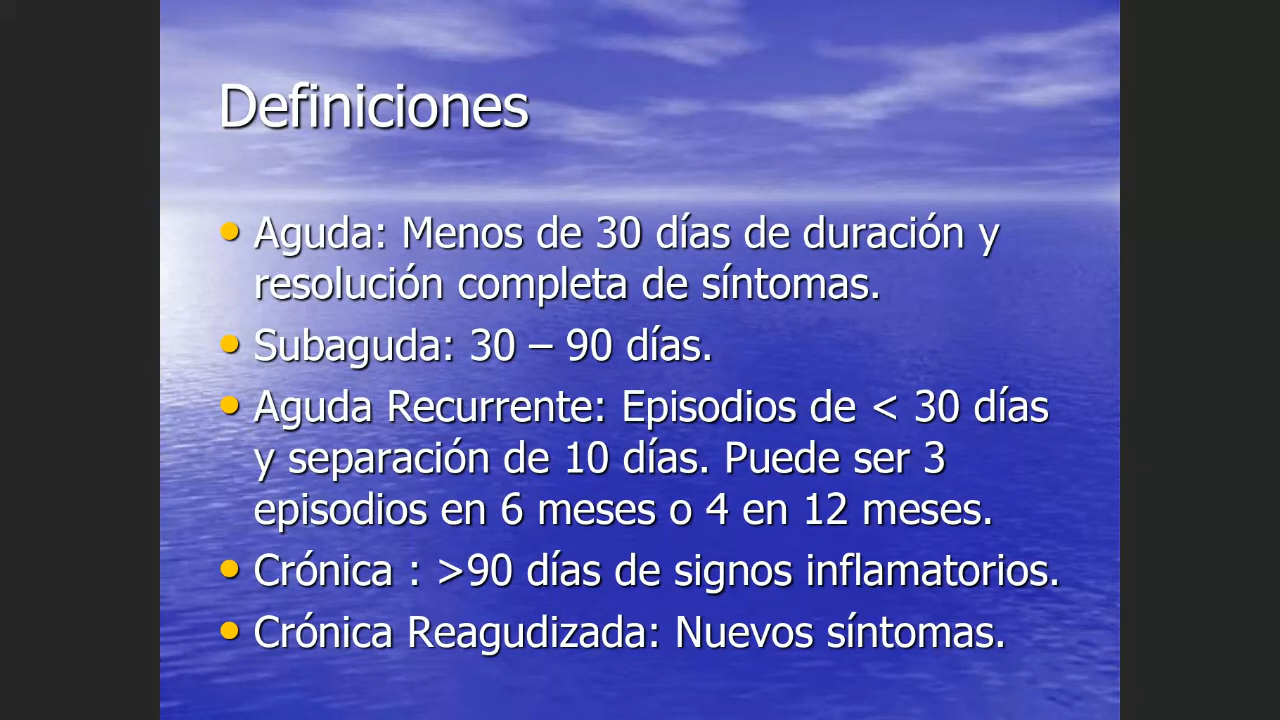 Definiciones
• Aguda: Menos de 30 días de duración y
resolución completa de síntomas.
• Subaguda: 30 – 90 días.
• Aguda Recurrente: Episodios de < 30 días
y separación de 10 días. Puede ser 3
episodios en 6 meses o 4 en 12 meses.
• Crónica : >90 días de signos inflamatorios.
• Crónica Reagudizada: Nuevos síntomas.